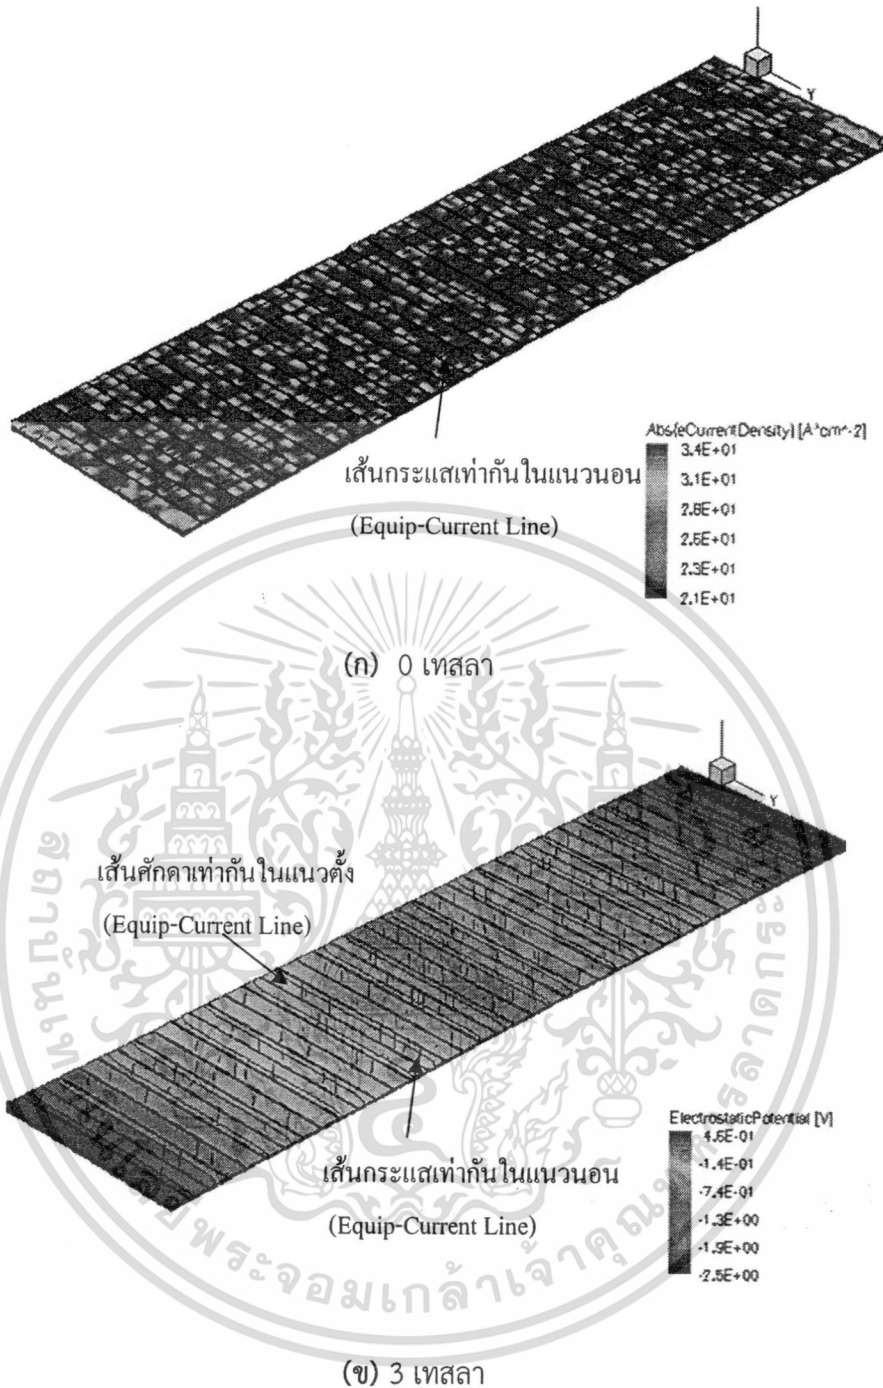 Y
เส้นกระแสเท่ากันในแนวนอน
(Equip-Current Line)
Abs(eCurrentDensity) [A*cm^-2]
3.4E+01
3.1E+01
2.8E+01
2.6E+01
2.3E+01
2.1E+01
(ก) 0 เทสลา
Y
เส้นศักดาเท่ากันในแนวตั้ง
(Equip-Current Line)
เส้นกระแสเท่ากันในแนวนอน
(Equip-Current Line)
ElectrostaticPotential [V]
4.6E-01
-1.4E-01
-7.4E-01
-1.3E+00
-1.9E+00
-2.5E+00
(ข) 3 เทสลา